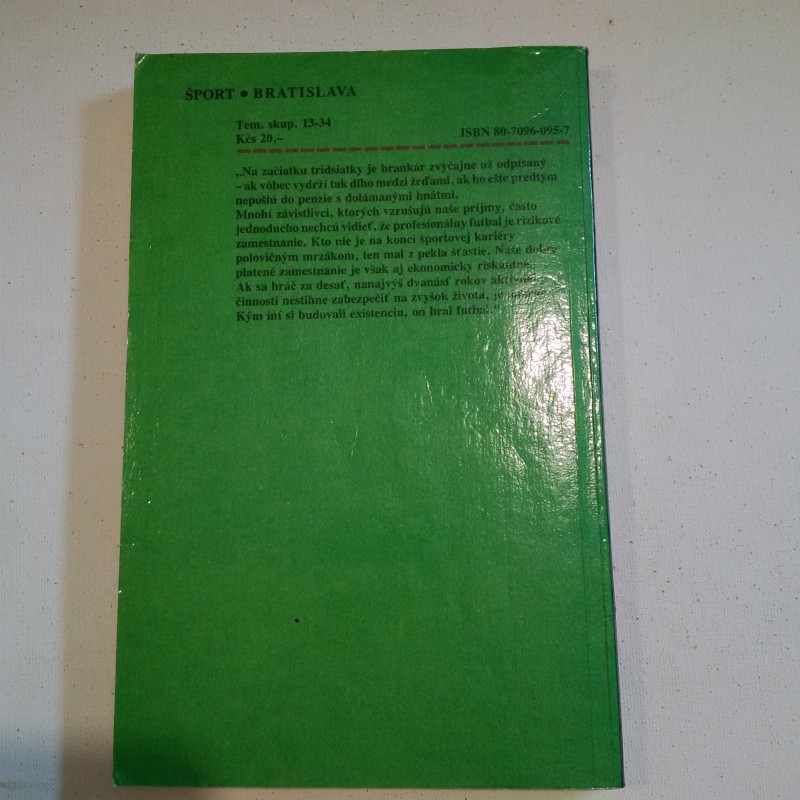 ŠPORT ● BRATISLAVA
Tem. skup. 13-34
Kčs 20,–
ISBN 80-7096-095-7
„Na začiatku tridsiatky je brankár zvyčajne už odpísaný
– ak vôbec vydrží tak dlho medzi žrďami, ak ho ešte predtým
nepošlú do penzie s dolámanými hnátmi.
Mnohí závistlivci, ktorých vzrušujú naše príjmy, často
jednoducho nechcú vidieť, že profesionálny futbal je rizikové
zamestnanie. Kto nie je na konci športovej kariéry
polovičným mrzákom, ten mal z pekla šťastie. Naše dobre
platené zamestnanie je však aj ekonomicky riskantné.
Ak sa hráč za desať, nanajvýš dvanásť rokov aktívnej
činnosti nestihne zabezpečiť na zvyšok života, je
Kým iní si budovali existenciu, on hral futbal.“